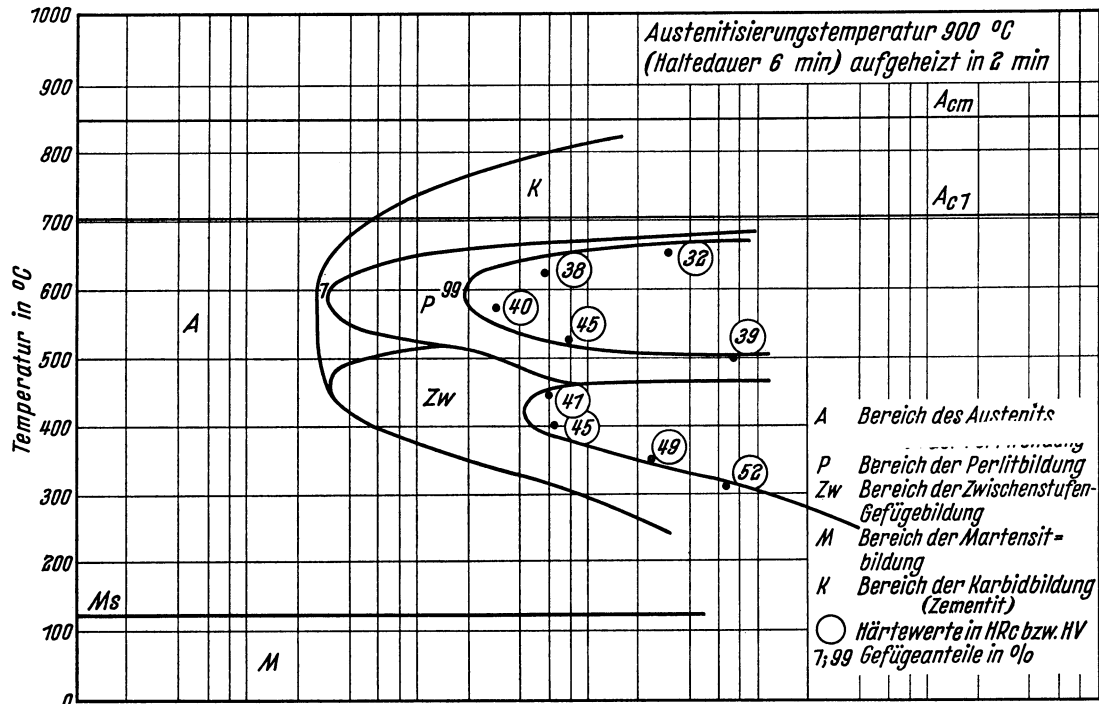 1000
Austenitisierungstemperatur 900 °C
(Haltedauer 6 min) aufgeheizt in 2 min
900
Acm
800
K
700
Ac1
38
32
600
1
99
P
40
A
45
39
500
Zw
41
400
45
49
52
300
200
Ms
100
M
0
Temperatur in °C
A Bereich des Austenits
P Bereich der Perlitbildung
Zw Bereich der Zwischenstufen-
Gefügebildung
M Bereich der Martensit=
bildung
K Bereich der Karbidbildung
(Zementit)
Härtewerte in HRc bzw. HV
1;99 Gefügeanteile in %